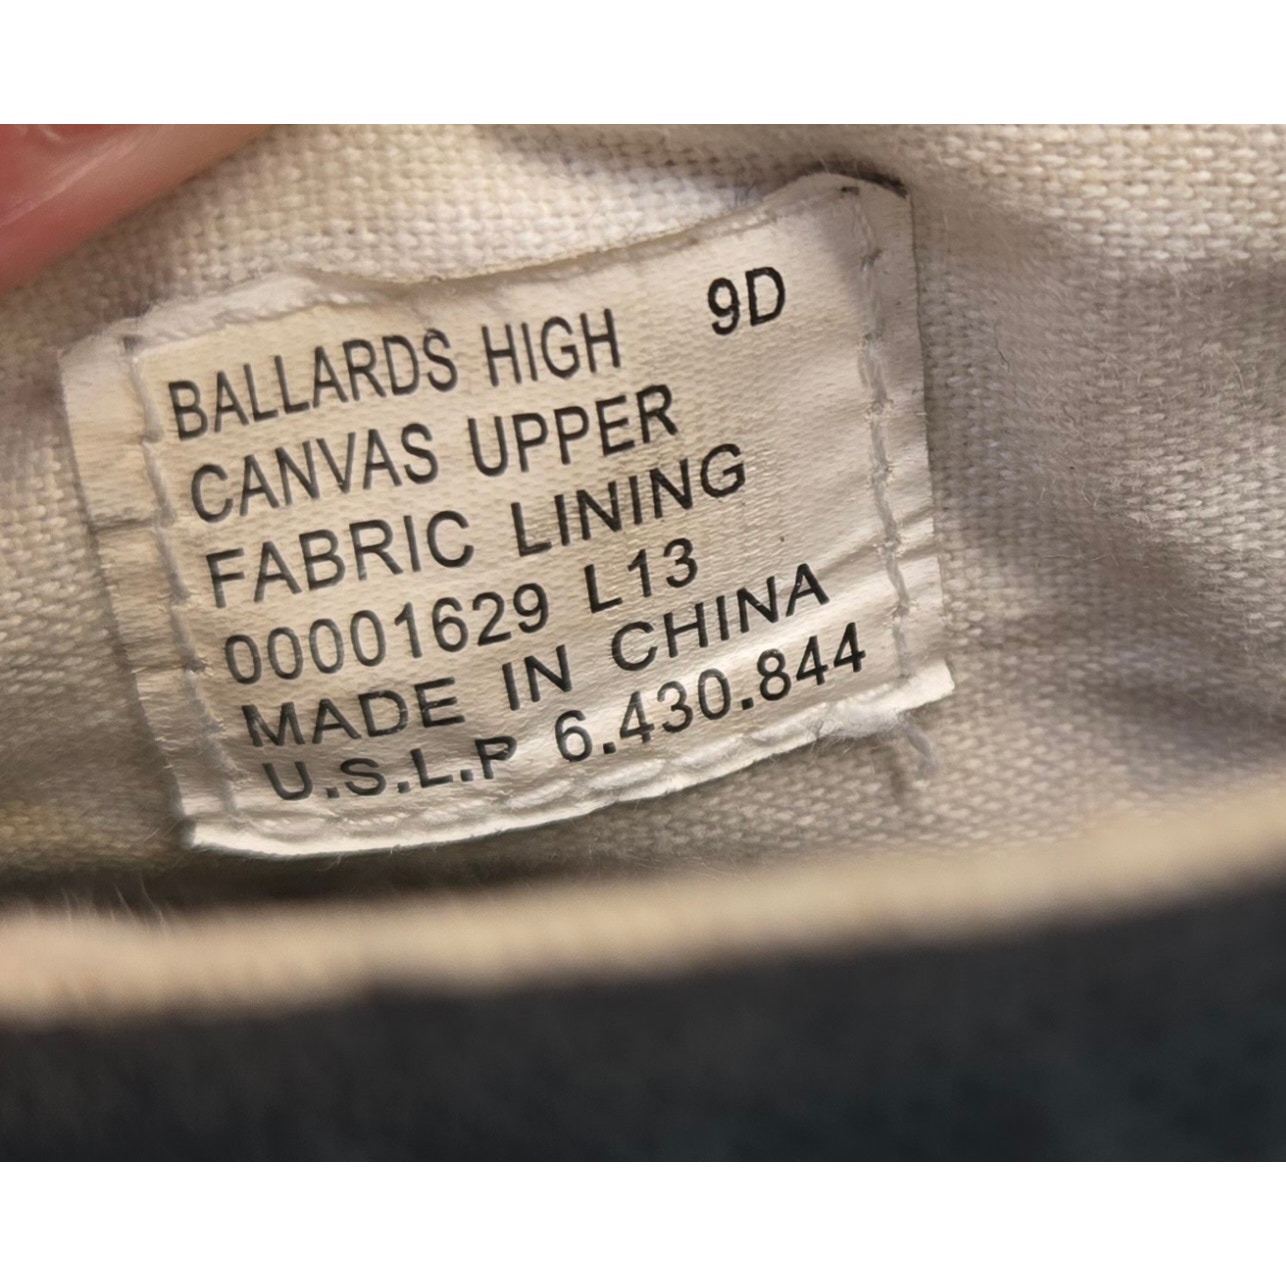 BALLARDS HIGH 9D
CANVAS UPPER
FABRIC LINING
00001629 L13
MADE IN CHINA
U.S.L.P 6.430.844